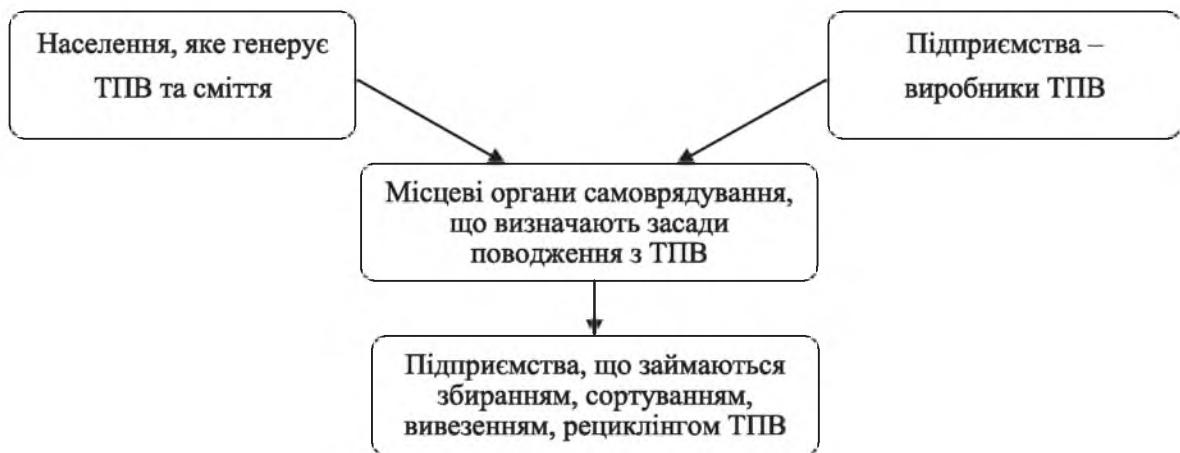 Населення, яке генерує
ТПВ та сміття
Підприємства –
виробники ТПВ
Місцеві органи самоврядування,
що визначають засади
поводження з ТПВ
Підприємства, що займаються
збиранням, сортуванням,
вивезенням, рециклінгом ТПВ